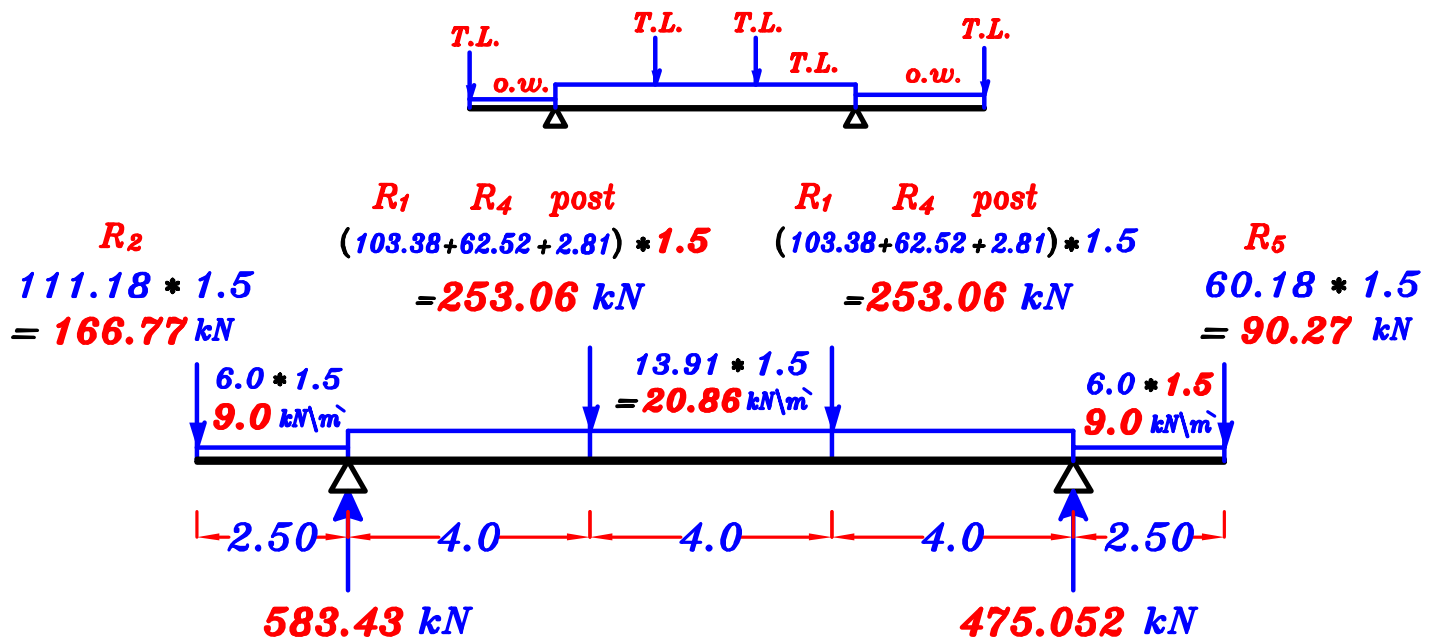 T.L. T.L. T.L. T.L.
o.w. T.L. o.w.
R1 R4 post R1 R4 post
R2 (103.38+62.52+2.81) * 1.5 (103.38+62.52+2.81) * 1.5 R5
111.18 * 1.5 =253.06 kN =253.06 kN 60.18 * 1.5
= 166.77 kN = 90.27 kN
6.0 * 1.5 13.91 * 1.5 6.0 * 1.5
9.0 kN\m` = 20.86 kN\m` 9.0 kN\m`
2.50 4.0 4.0 4.0 2.50
583.43 kN 475.052 kN